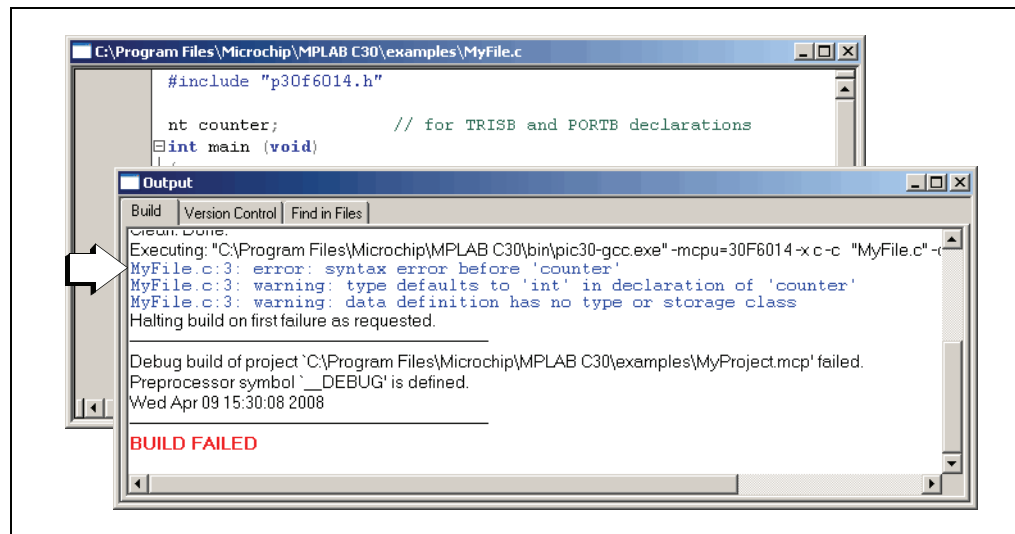 C:\Program Files\Microchip\MPLAB C30\examples\MyFile.c
#include "p30f6014.h"
nt counter; // for TRISB and PORTB declarations
int main (void)
Output
Build Version Control Find in Files
Clean: Done.
Executing: "C:\Program Files\Microchip\MPLAB C30\bin\pic30-gcc.exe" -mcpu=30F6014 -x c -c "MyFile.c" -
MyFile.c:3: error: syntax error before 'counter'
MyFile.c:3: warning: type defaults to 'int' in declaration of 'counter'
MyFile.c:3: warning: data definition has no type or storage class
Halting build on first failure as requested.
Debug build of project `C:\Program Files\Microchip\MPLAB C30\examples\MyProject.mcp' failed.
Preprocessor symbol `__DEBUG' is defined.
Wed Apr 09 15:30:08 2008
BUILD FAILED